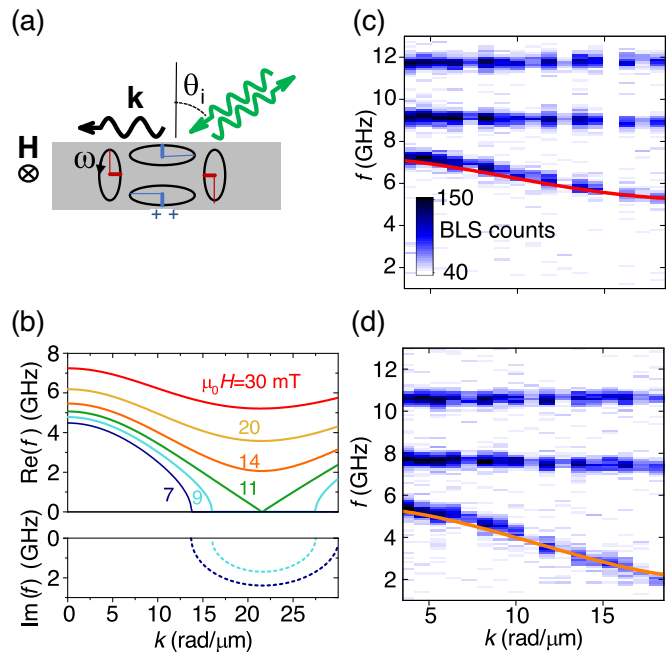 (a)
k
θi
H
⊗
ω
+ +
(b)
Re(f) (GHz)
8
6
4
2
0
μ0H=30 mT
20
14
11
7
9
Im(f) (GHz)
0
2
0 5 10 15 20 25
k (rad/μm)
(c)
f (GHz)
12
10
8
6
4
2
150
BLS counts
40
(d)
f (GHz)
12
10
8
6
4
2
5 10 15
k (rad/μm)